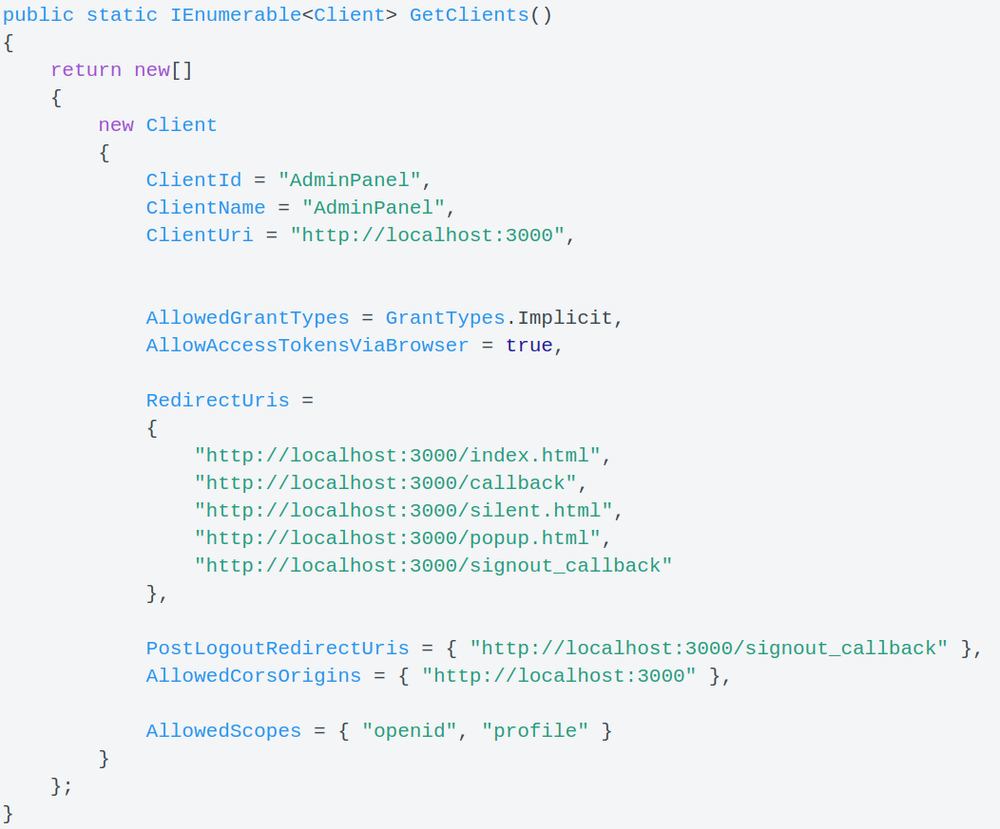 public static IEnumerable<Client> GetClients()
{
    return new[]
    {
        new Client
        {
            ClientId = "AdminPanel",
            ClientName = "AdminPanel",
            ClientUri = "http://localhost:3000",
            AllowedGrantTypes = GrantTypes.Implicit,
            AllowAccessTokensViaBrowser = true,
            RedirectUris =
            {
                "http://localhost:3000/index.html",
                "http://localhost:3000/callback",
                "http://localhost:3000/silent.html",
                "http://localhost:3000/popup.html",
                "http://localhost:3000/signout_callback"
            },
            PostLogoutRedirectUris = { "http://localhost:3000/signout_callback" },
            AllowedCorsOrigins = { "http://localhost:3000" },
            AllowedScopes = { "openid", "profile" }
        }
    };
}